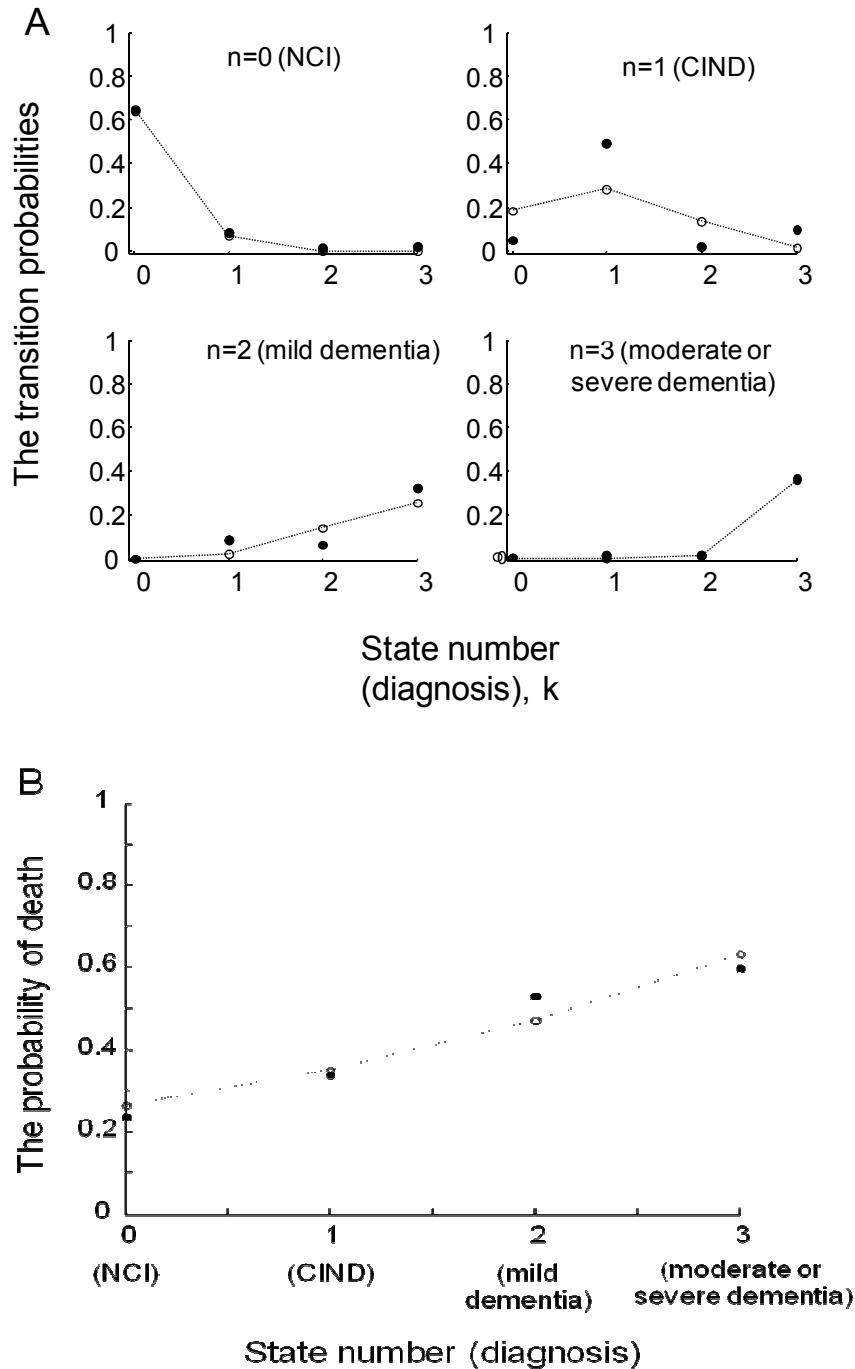 A
The transition probabilities
n=0 (NCI)
1
0.8
0.6
0.4
0.2
0
0 1 2 3
n=1 (CIND)
1
0.8
0.6
0.4
0.2
0
0 1 2 3
n=2 (mild dementia)
1
0.8
0.6
0.4
0.2
0
0 1 2 3
n=3 (moderate or
severe dementia)
1
0.8
0.6
0.4
0.2
0
0 1 2 3
State number
(diagnosis), k
B
The probability of death
1
0.8
0.6
0.4
0.2
0
0 1 2 3
(NCI) (CIND) (mild (moderate or
dementia) severe dementia)
State number (diagnosis)